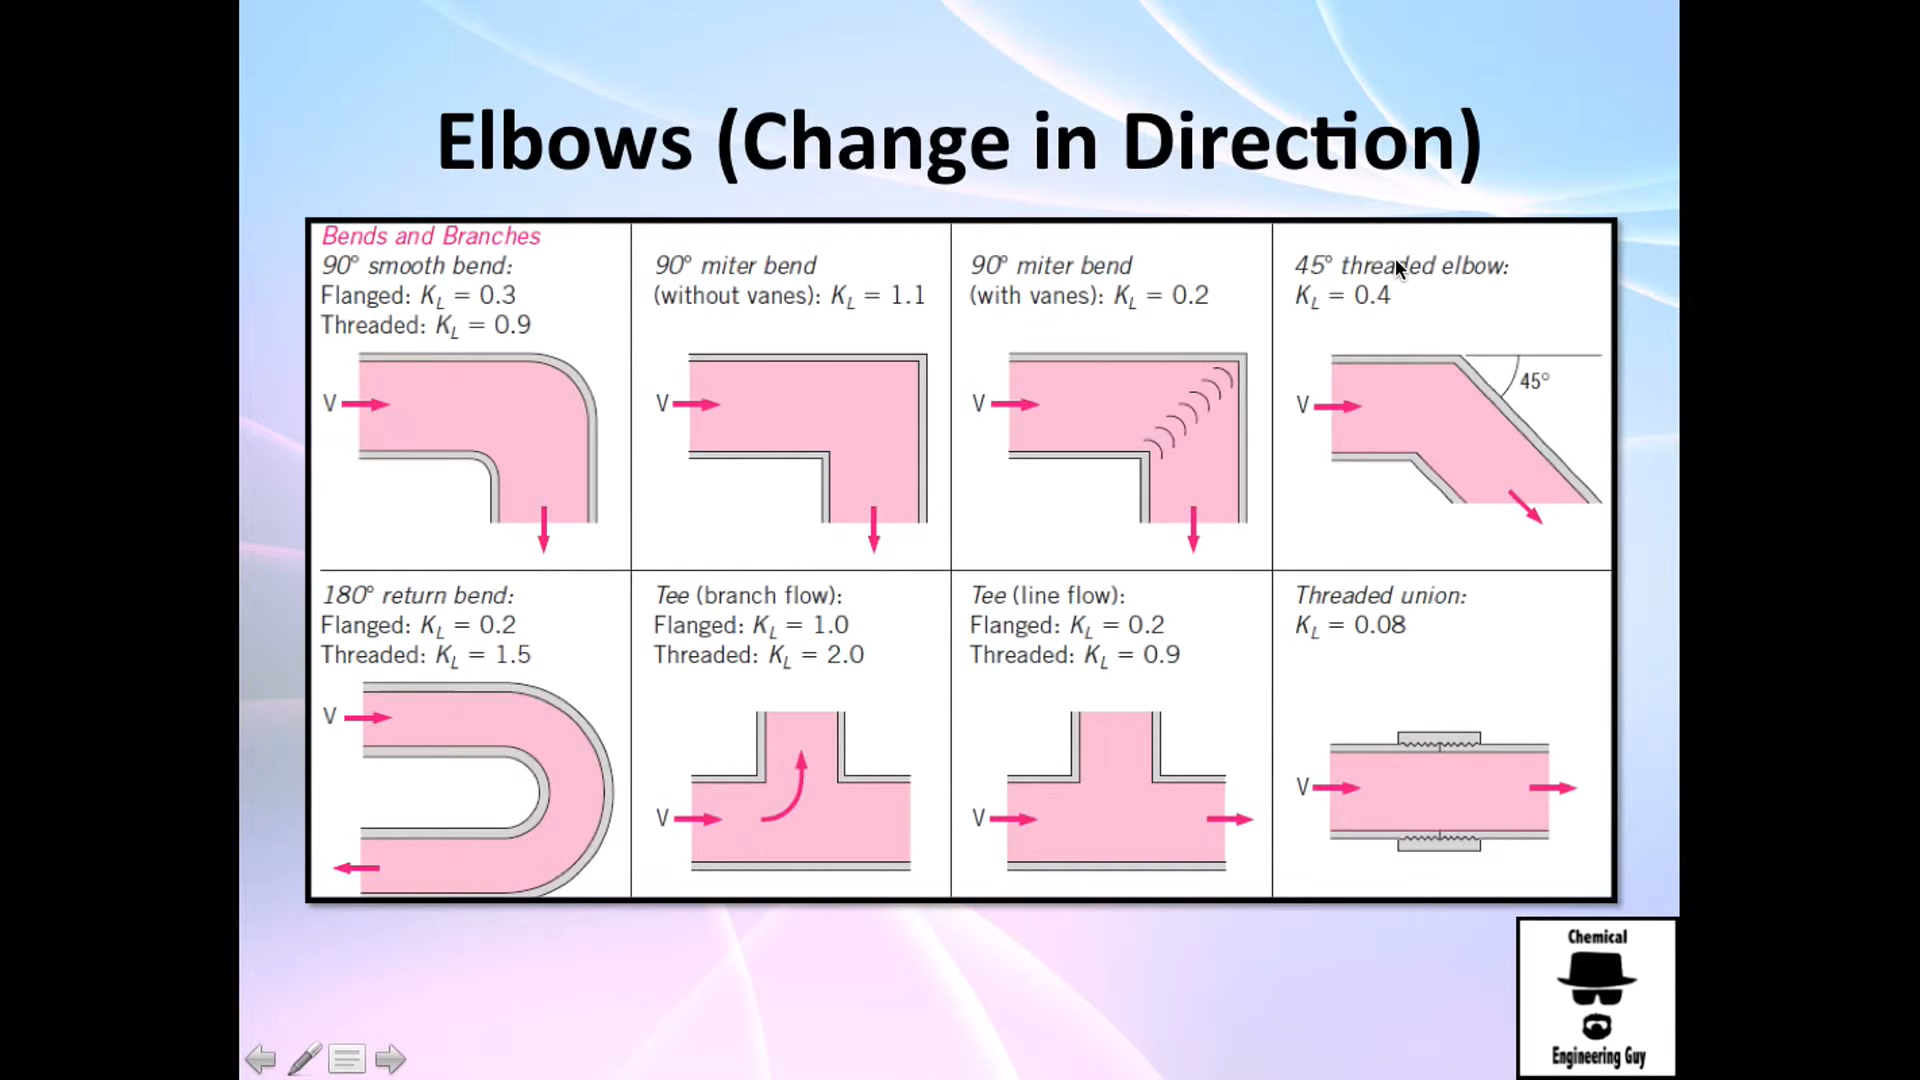 Elbows (Change in Direction)
Bends and Branches
90° smooth bend:
Flanged: K_L = 0.3
Threaded: K_L = 0.9
V
90° miter bend
(without vanes): K_L = 1.1
V
90° miter bend
(with vanes): K_L = 0.2
V
45° threaded elbow:
K_L = 0.4
V
45°
180° return bend:
Flanged: K_L = 0.2
Threaded: K_L = 1.5
V
Tee (branch flow):
Flanged: K_L = 1.0
Threaded: K_L = 2.0
V
Tee (line flow):
Flanged: K_L = 0.2
Threaded: K_L = 0.9
V
Threaded union:
K_L = 0.08
V
Chemical
Engineering Guy